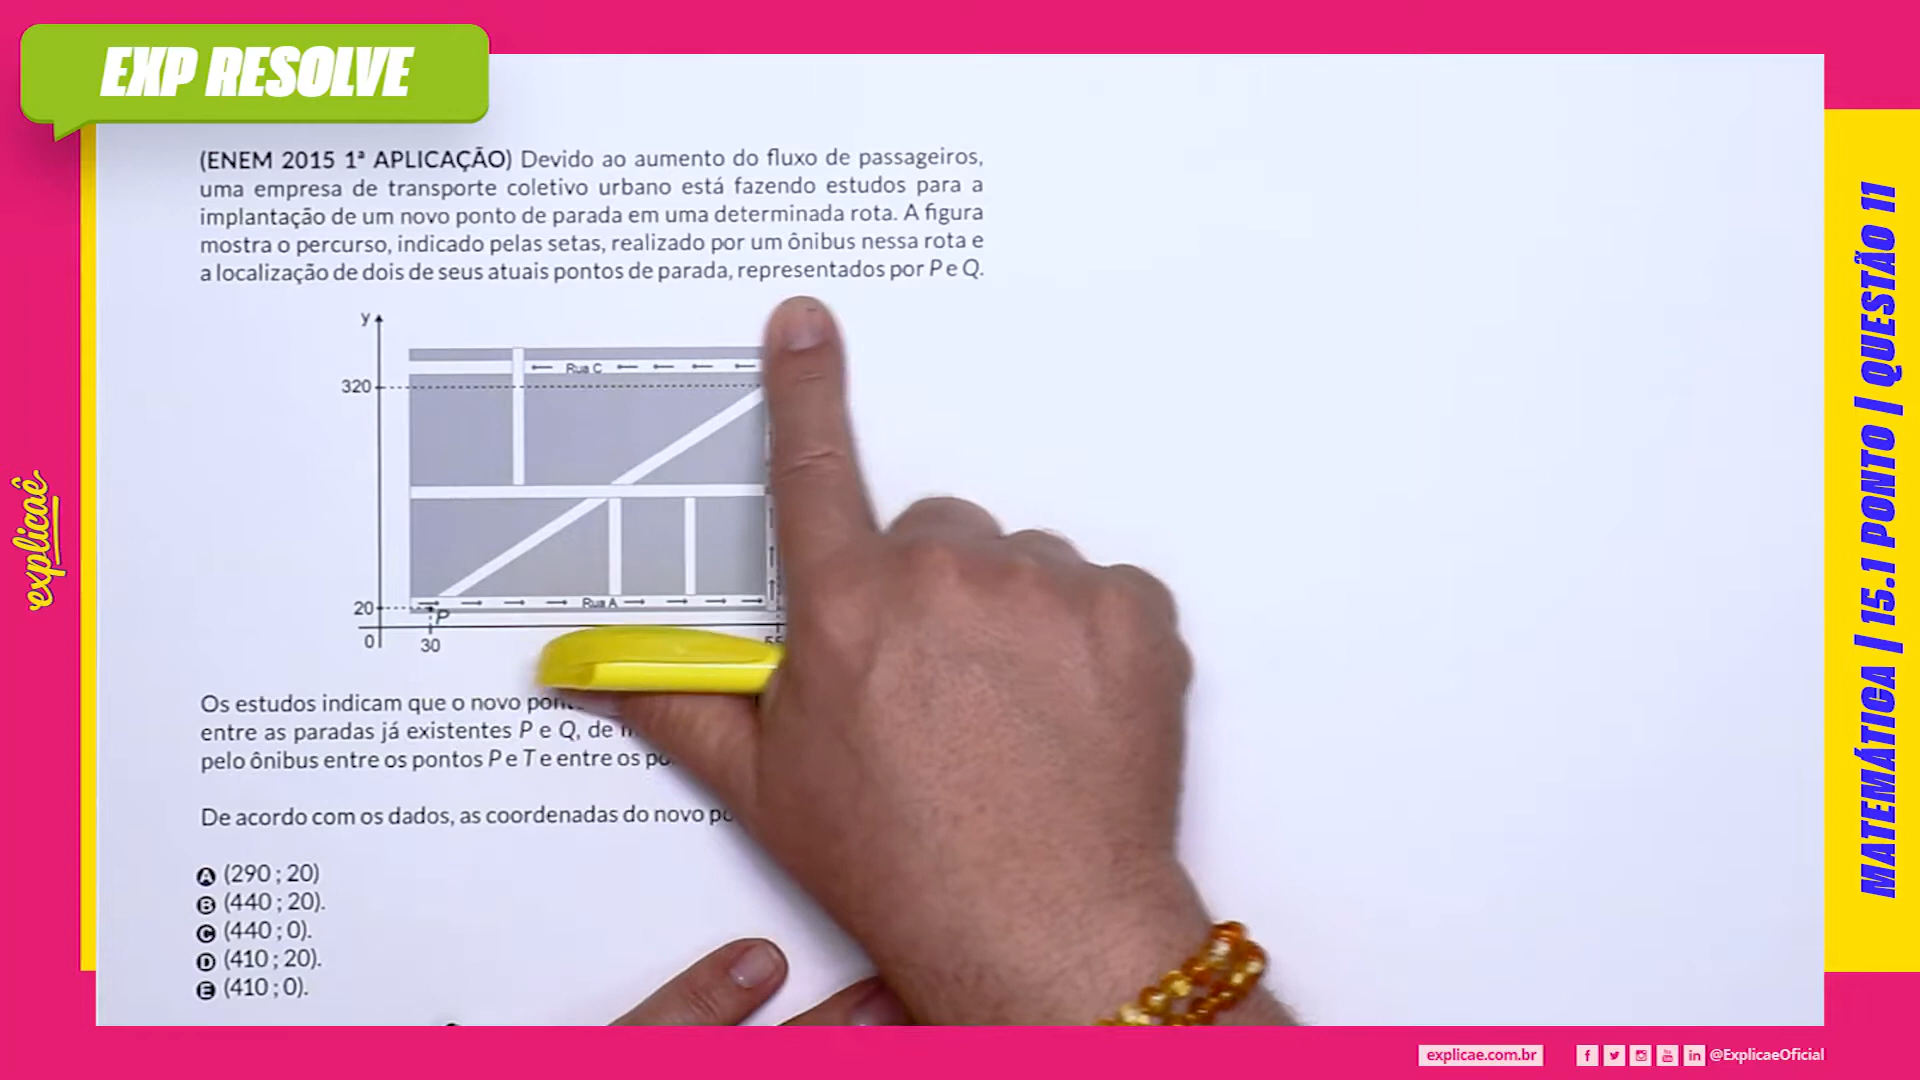 EXP RESOLVE
(ENEM 2015 1ª APLICAÇÃO) Devido ao aumento do fluxo de passageiros,
uma empresa de transporte coletivo urbano está fazendo estudos para a
implantação de um novo ponto de parada em uma determinada rota. A figura
mostra o percurso, indicado pelas setas, realizado por um ônibus nessa rota e
a localização de dois de seus atuais pontos de parada, representados por P e Q.
y
Rua C
320
Rua A
20
P
0
30
55
Os estudos indicam que o novo
entre as paradas já existentes P e Q, de
pelo ônibus entre os pontos P e T e entre os
De acordo com os dados, as coordenadas do novo
A (290 ; 20)
B (440 ; 20).
C (440 ; 0).
D (410 ; 20).
E (410 ; 0).
explicaê
MATEMÁTICA | 15.1 PONTO | QUESTÃO 11
explicae.com.br
@ExplicaeOficial